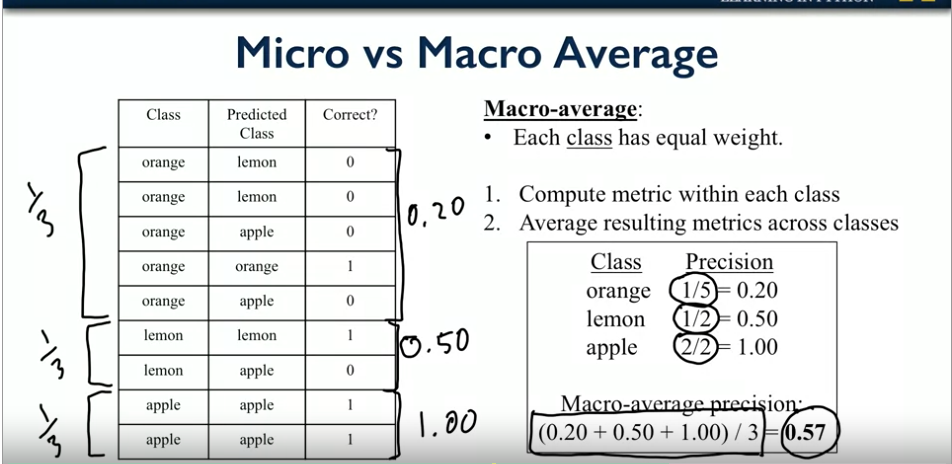 LEARNING IN PYTHON
Micro vs Macro Average
Class Predicted Class Correct?
orange lemon 0
orange lemon 0
orange apple 0
orange orange 1
orange apple 0
lemon lemon 1
lemon apple 0
apple apple 1
apple apple 1
1/3
1/3
1/3
0.20
0.50
1.00
Macro-average:
• Each class has equal weight.
1. Compute metric within each class
2. Average resulting metrics across classes
Class Precision
orange 1/5 = 0.20
lemon 1/2 = 0.50
apple 2/2 = 1.00
Macro-average precision:
(0.20 + 0.50 + 1.00) / 3 = 0.57